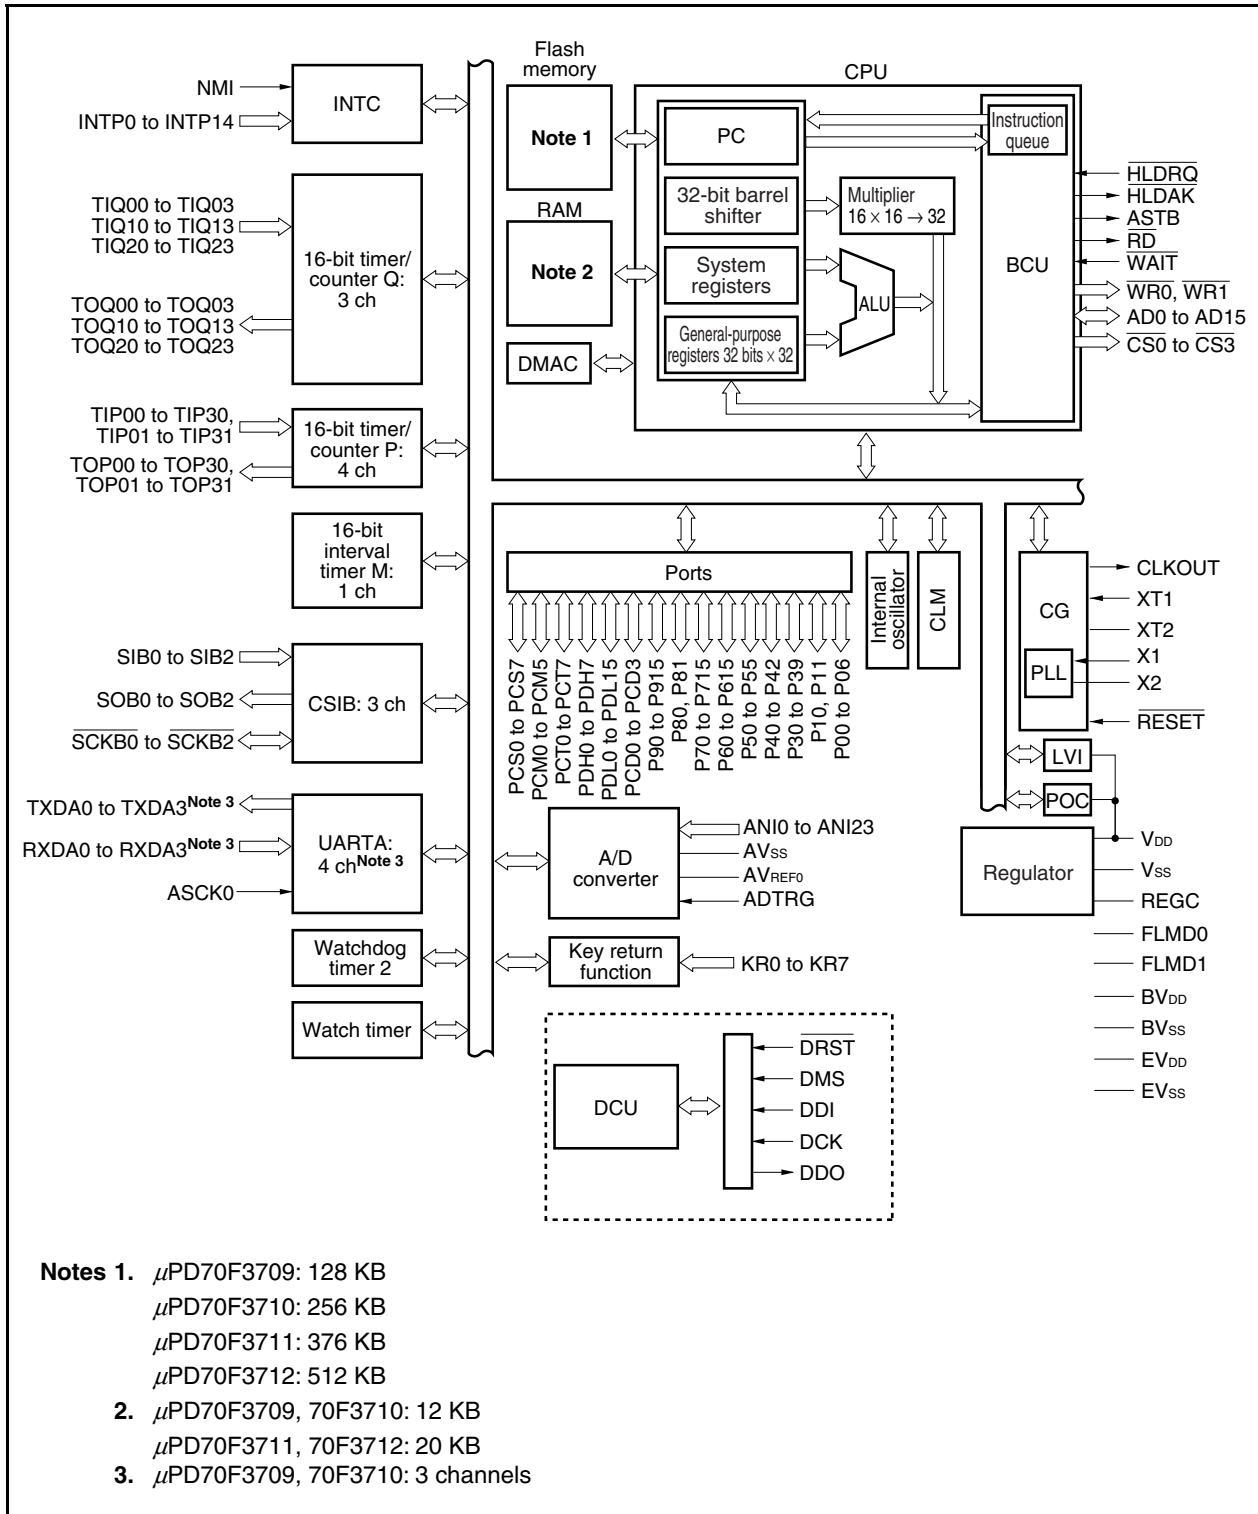 Flash
memory
CPU
NMI
INTP0 to INTP14
INTC
Note 1
PC
Instruction
queue
TIQ00 to TIQ03
TIQ10 to TIQ13
TIQ20 to TIQ23
TOQ00 to TOQ03
TOQ10 to TOQ13
TOQ20 to TOQ23
16-bit timer/
counter Q:
3 ch
RAM
Note 2
DMAC
32-bit barrel
shifter
Multiplier
16 × 16 → 32
System
registers
ALU
General-purpose
registers 32 bits × 32
BCU
HLDRQ
HLDAK
ASTB
RD
WAIT
WR0, WR1
AD0 to AD15
CS0 to CS3
TIP00 to TIP30,
TIP01 to TIP31
TOP00 to TOP30,
TOP01 to TOP31
16-bit timer/
counter P:
4 ch
16-bit
interval
timer M:
1 ch
Ports
PCS0 to PCS7
PCM0 to PCM5
PCT0 to PCT7
PDH0 to PDH7
PDL0 to PDL15
PCD0 to PCD3
P90 to P915
P80, P81
P70 to P715
P60 to P615
P50 to P55
P40 to P42
P30 to P39
P10, P11
P00 to P06
Internal
oscillator
CLM
CG
PLL
CLKOUT
XT1
XT2
X1
X2
RESET
LVI
POC
SIB0 to SIB2
SOB0 to SOB2
SCKB0 to SCKB2
CSIB: 3 ch
TXDA0 to TXDA3Note 3
RXDA0 to RXDA3Note 3
ASCK0
UARTA:
4 chNote 3
A/D
converter
ANI0 to ANI23
AVSS
AVREF0
ADTRG
Regulator
VDD
VSS
REGC
FLMD0
FLMD1
BVDD
BVSS
EVDD
EVSS
Watchdog
timer 2
Key return
function
KR0 to KR7
Watch timer
DCU
DRST
DMS
DDI
DCK
DDO
Notes 1. μPD70F3709: 128 KB
μPD70F3710: 256 KB
μPD70F3711: 376 KB
μPD70F3712: 512 KB
2. μPD70F3709, 70F3710: 12 KB
μPD70F3711, 70F3712: 20 KB
3. μPD70F3709, 70F3710: 3 channels